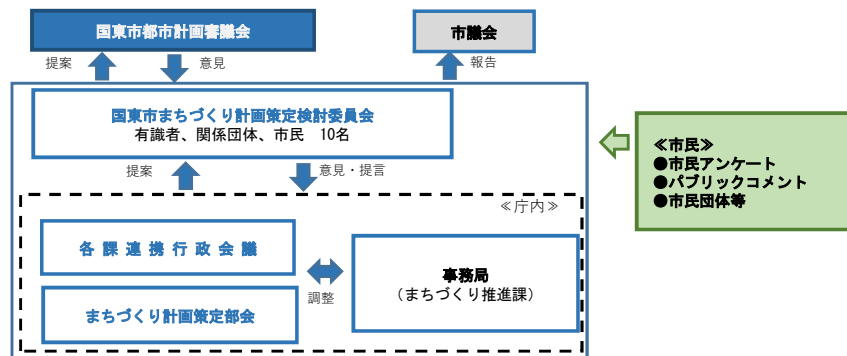 国東市都市計画審議会
市議会
提案
意見
報告
国東市まちづくり計画策定検討委員会
有識者、関係団体、市民　10名
≪市民≫
●市民アンケート
●パブリックコメント
●市民団体等
提案
意見・提言
≪庁内≫
各 課 連 携 行 政 会 議
事務局
（まちづくり推進課）
調整
まちづくり計画策定部会